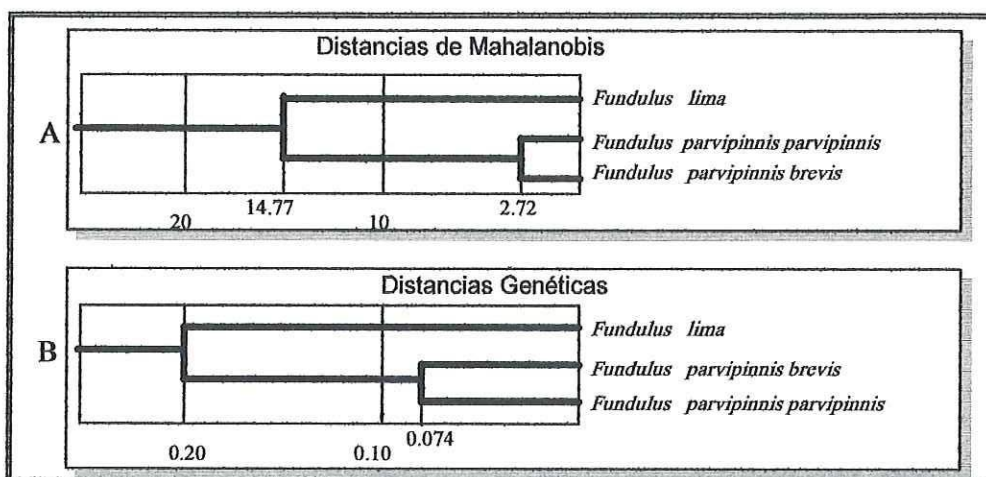 Distancias de Mahalanobis
A
Fundulus lima
Fundulus parvipinnis parvipinnis
Fundulus parvipinnis brevis
20
14.77
10
2.72
Distancias Genéticas
B
Fundulus lima
Fundulus parvipinnis brevis
Fundulus parvipinnis parvipinnis
0.20
0.10
0.074